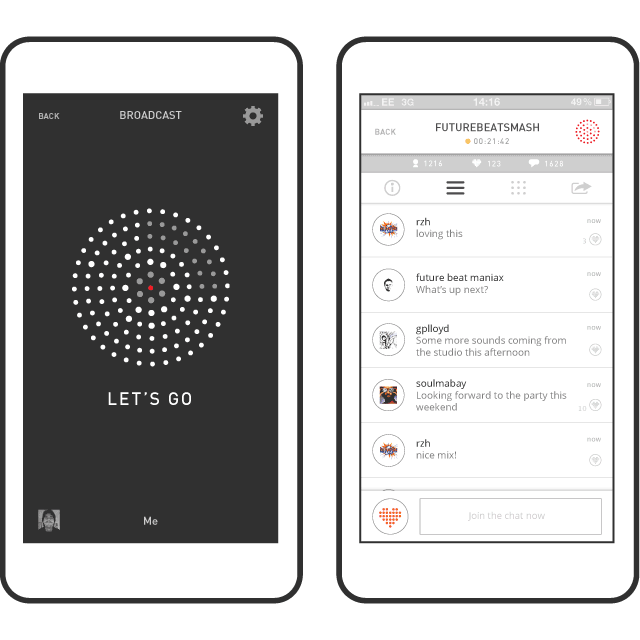 BACK
BROADCAST
LET'S GO
Me
EE 3G 14:16 49%
BACK
FUTUREBEATSMASH
00:21:42
1216 123 1628
rzh
now
loving this
3
future beat maniax
now
What's up next?
gplloyd
now
Some more sounds coming from
the studio this afternoon
soulmabay
now
Looking forward to the party this
weekend
10
rzh
now
nice mix!
Join the chat now